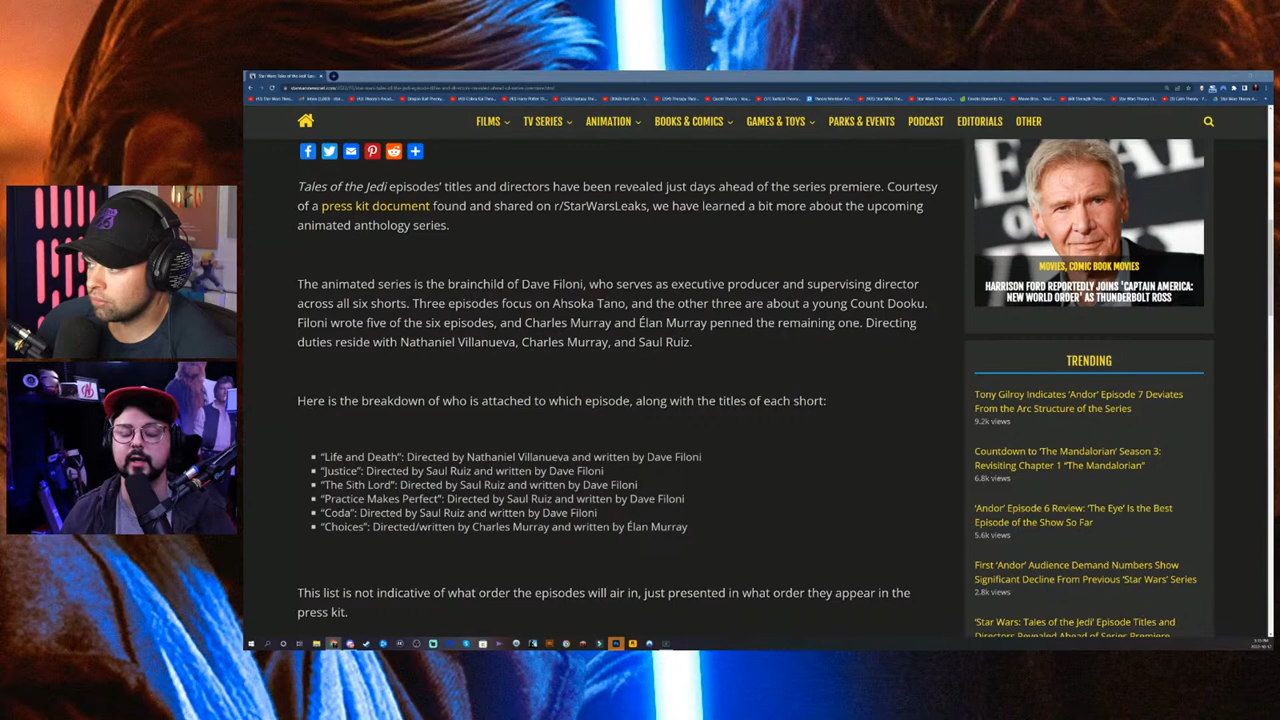 FILMS TV SERIES ANIMATION BOOKS & COMICS GAMES & TOYS PARKS & EVENTS PODCAST EDITORIALS OTHER
Tales of the Jedi episodes’ titles and directors have been revealed just days ahead of the series premiere. Courtesy
of a press kit document found and shared on r/StarWarsLeaks, we have learned a bit more about the upcoming
animated anthology series.
The animated series is the brainchild of Dave Filoni, who serves as executive producer and supervising director
across all six shorts. Three episodes focus on Ahsoka Tano, and the other three are about a young Count Dooku.
Filoni wrote five of the six episodes, and Charles Murray and Élan Murray penned the remaining one. Directing
duties reside with Nathaniel Villanueva, Charles Murray, and Saul Ruiz.
Here is the breakdown of who is attached to which episode, along with the titles of each short:
“Life and Death”: Directed by Nathaniel Villanueva and written by Dave Filoni
“Justice”: Directed by Saul Ruiz and written by Dave Filoni
“The Sith Lord”: Directed by Saul Ruiz and written by Dave Filoni
“Practice Makes Perfect”: Directed by Saul Ruiz and written by Dave Filoni
“Coda”: Directed by Saul Ruiz and written by Dave Filoni
“Choices”: Directed/written by Charles Murray and written by Élan Murray
This list is not indicative of what order the episodes will air in, just presented in what order they appear in the
press kit.
MOVIES, COMIC BOOK MOVIES
HARRISON FORD REPORTEDLY JOINS 'CAPTAIN AMERICA:
NEW WORLD ORDER' AS THUNDERBOLT ROSS
TRENDING
Tony Gilroy Indicates ‘Andor’ Episode 7 Deviates
From the Arc Structure of the Series
9.2k views
Countdown to ‘The Mandalorian’ Season 3:
Revisiting Chapter 1 “The Mandalorian”
6.8k views
‘Andor’ Episode 6 Review: ‘The Eye’ Is the Best
Episode of the Show So Far
5.6k views
First ‘Andor’ Audience Demand Numbers Show
Significant Decline From Previous ‘Star Wars’ Series
2.8k views
‘Star Wars: Tales of the Jedi’ Episode Titles and
Directors Revealed Ahead of Series Premiere